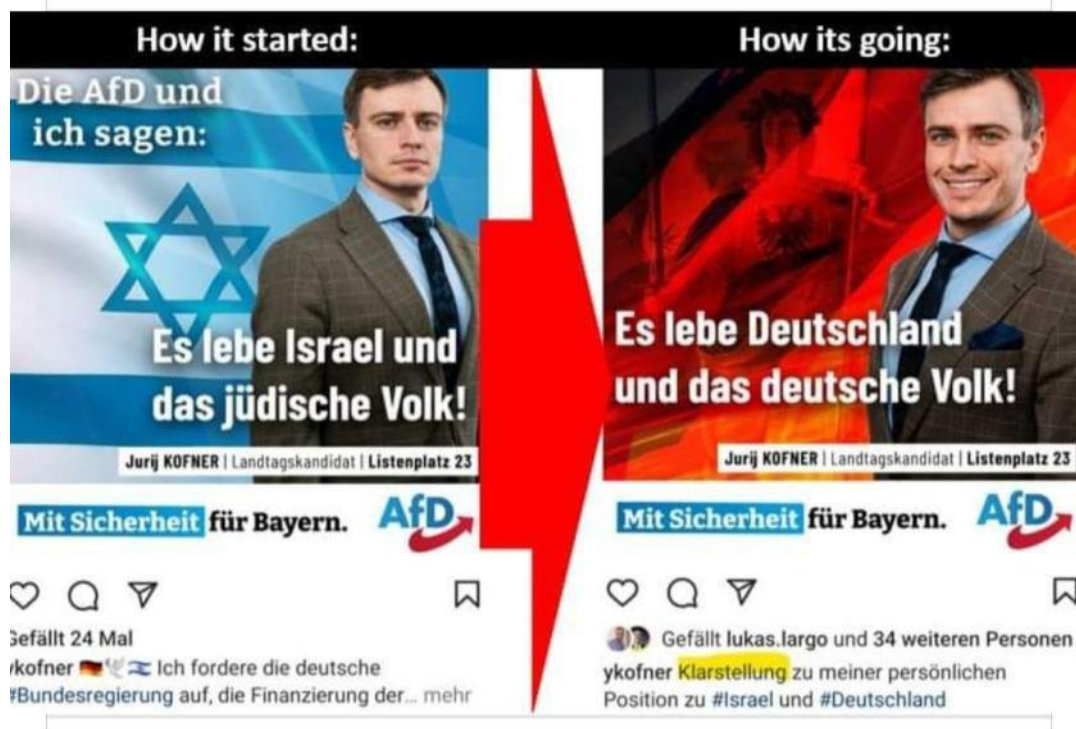 How it started:
Die AfD und
ich sagen:
Es lebe Israel und
das jüdische Volk!
Jurij KOFNER | Landtagskandidat | Listenplatz 23
Mit Sicherheit für Bayern.
AfD
Gefällt 24 Mal
ykofner 🇩🇪🕊️🇮🇱 Ich fordere die deutsche
#Bundesregierung auf, die Finanzierung der... mehr
How its going:
Es lebe Deutschland
und das deutsche Volk!
Jurij KOFNER | Landtagskandidat | Listenplatz 23
Mit Sicherheit für Bayern.
AfD
Gefällt lukas.largo und 34 weiteren Personen
ykofner Klarstellung zu meiner persönlichen
Position zu #Israel und #Deutschland